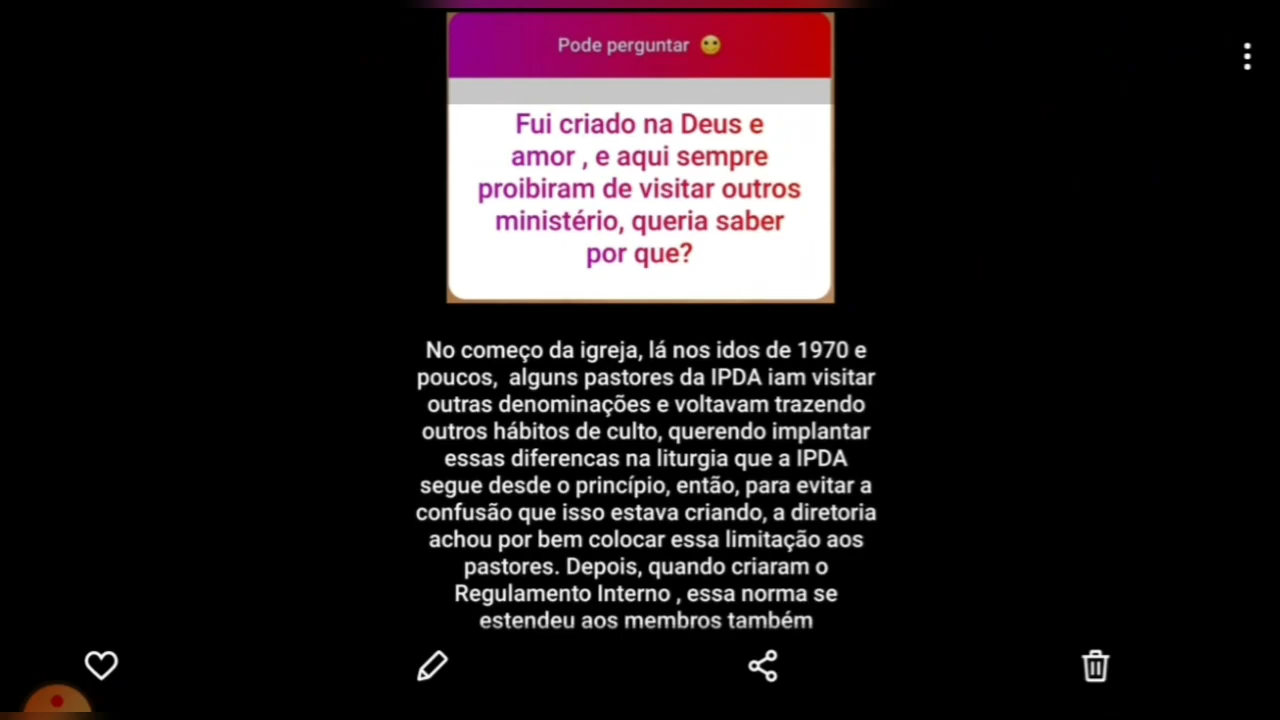 Pode perguntar
Fui criado na Deus e
amor , e aqui sempre
proibiram de visitar outros
ministério, queria saber
por que?
No começo da igreja, lá nos idos de 1970 e
poucos,  alguns pastores da IPDA iam visitar
outras denominações e voltavam trazendo
outros hábitos de culto, querendo implantar
essas diferencas na liturgia que a IPDA
segue desde o princípio, então, para evitar a
confusão que isso estava criando, a diretoria
achou por bem colocar essa limitação aos
pastores. Depois, quando criaram o
Regulamento Interno , essa norma se
estendeu aos membros também